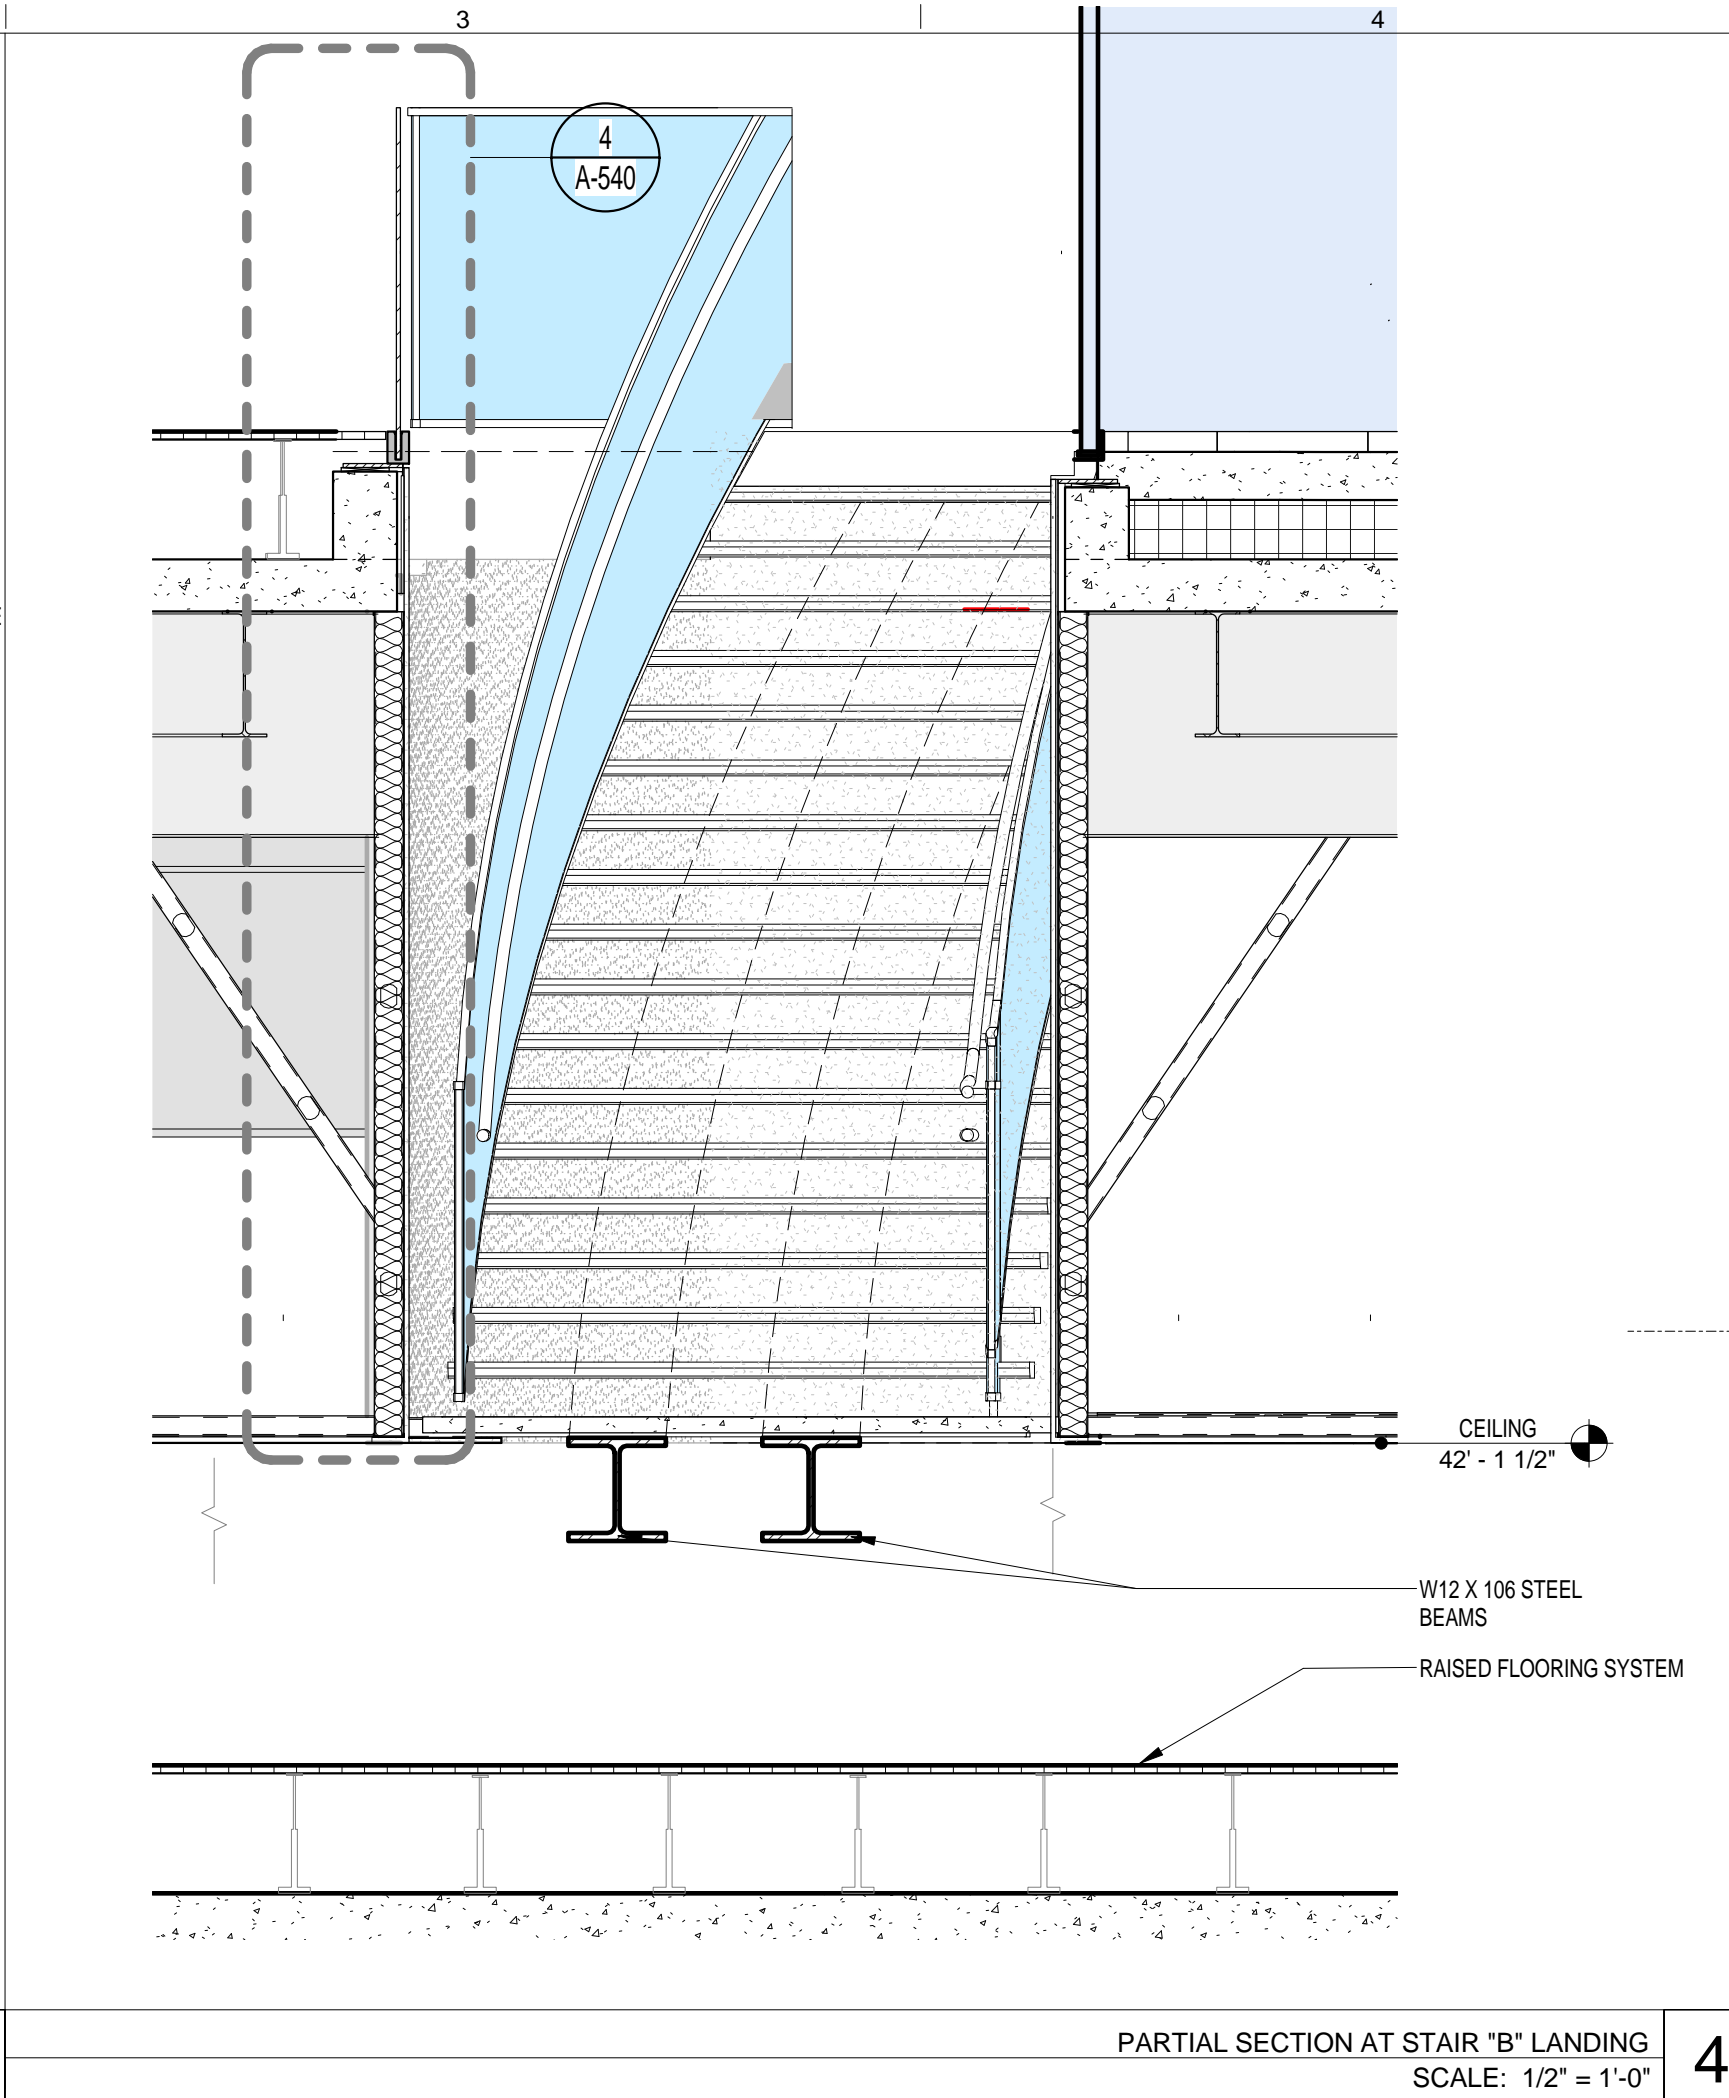 3
4
4
A-540
CEILING
42' - 1 1/2"
W12 X 106 STEEL
BEAMS
RAISED FLOORING SYSTEM
PARTIAL SECTION AT STAIR "B" LANDING
SCALE: 1/2" = 1'-0"
4